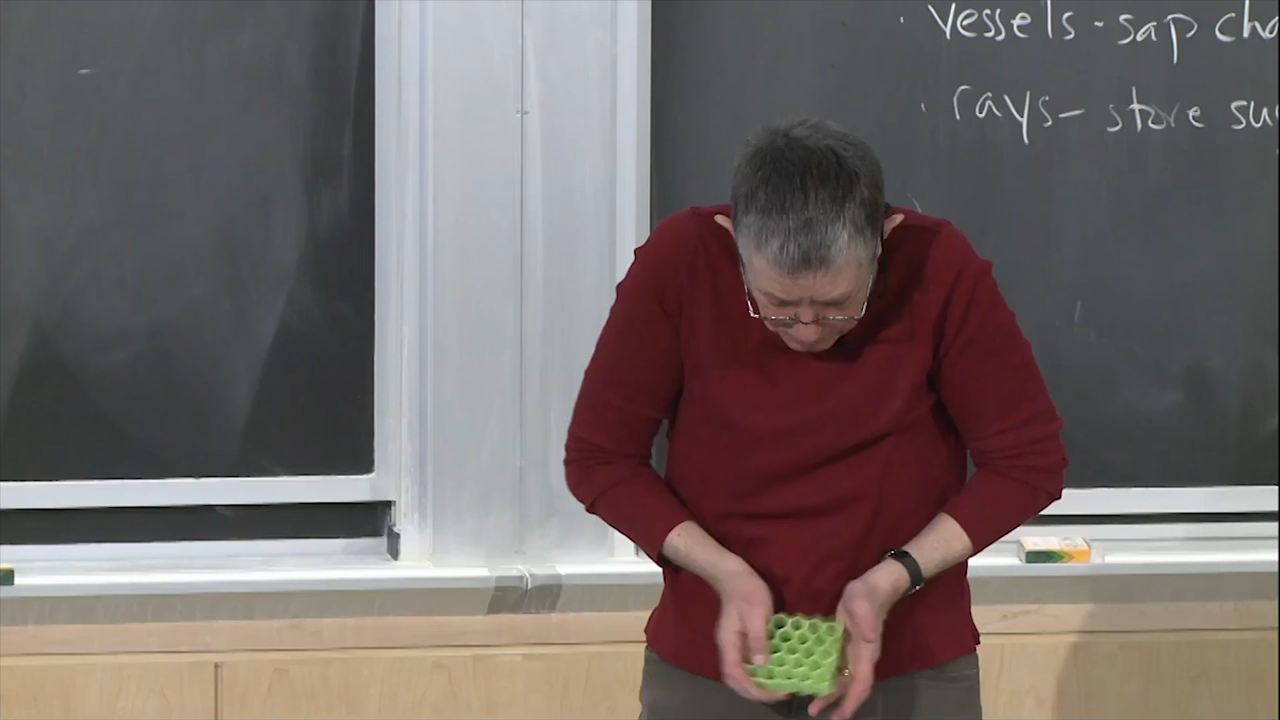 · vessels - sap
· rays - store